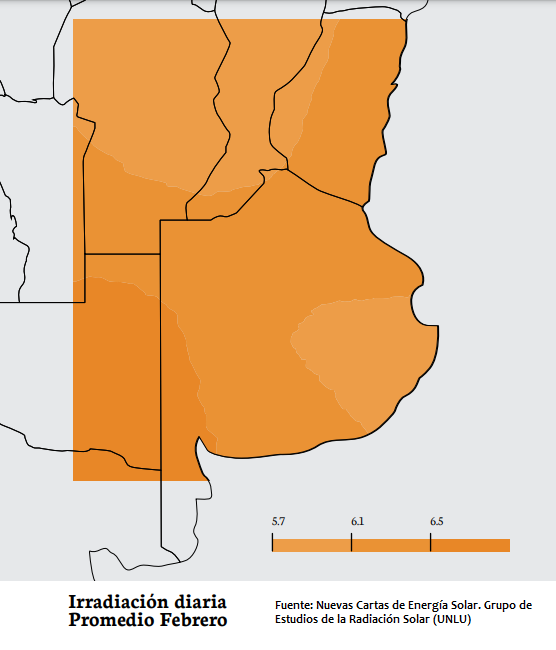 5.7 6.1 6.5
Irradiación diaria
Promedio Febrero
Fuente: Nuevas Cartas de Energía Solar. Grupo de
Estudios de la Radiación Solar (UNLU)